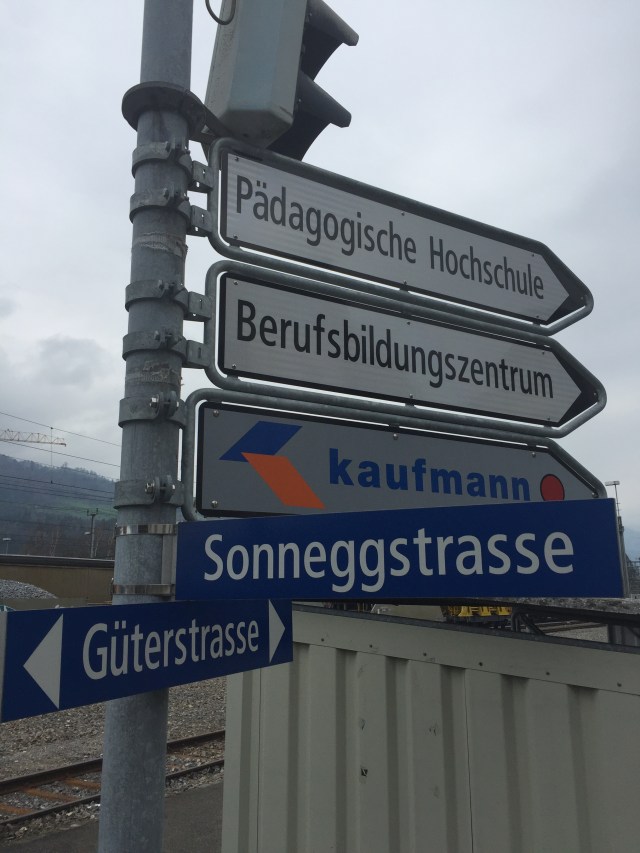 Pädagogische Hochschule
Berufsbildungszentrum
kaufmann
Sonneggstrasse
Güterstrasse